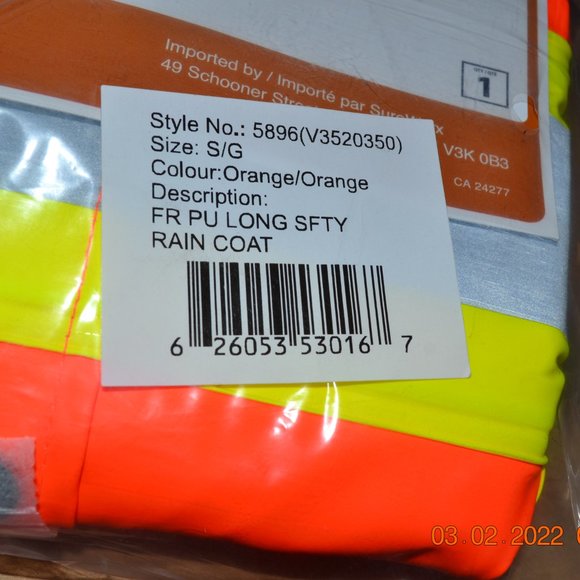 Imported by / Importé par
49 Schooner
V3K 0B3
CA 24277
1
Style No.: 5896(V3520350)
Size: S/G
Colour:Orange/Orange
Description:
FR PU LONG SFTY
RAIN COAT
6 26053 53016 7
03.02.2022